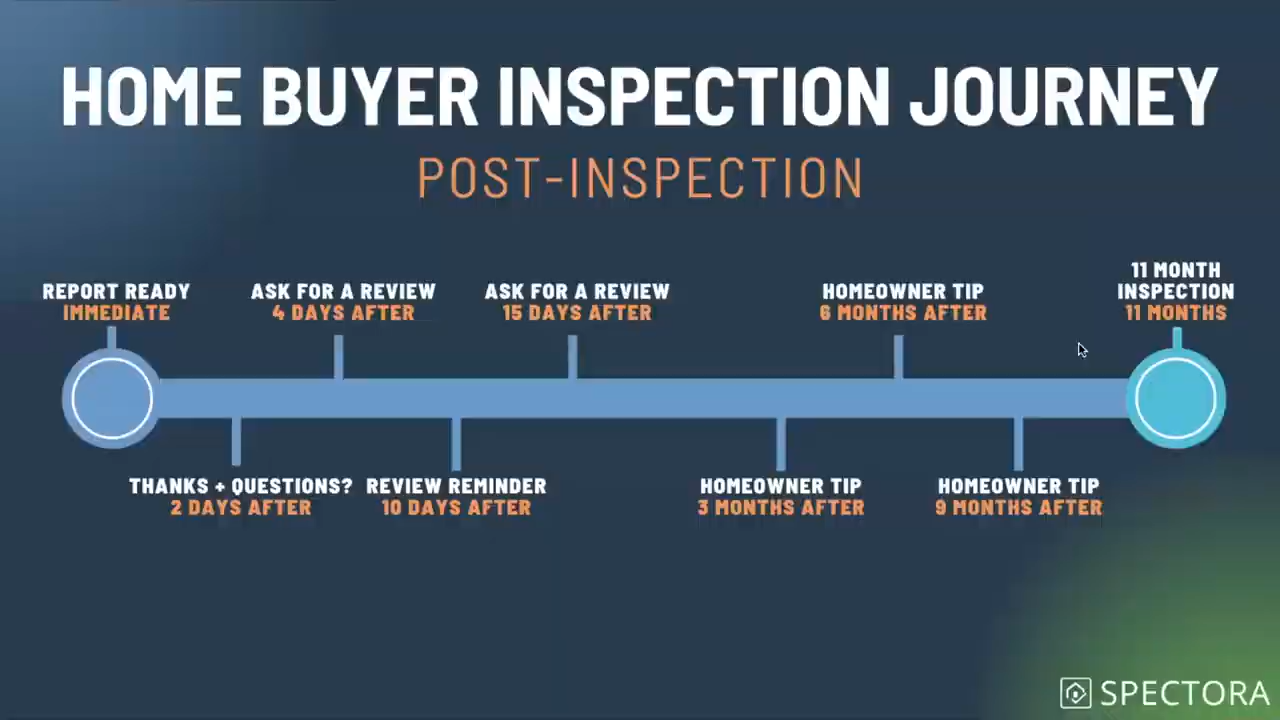 HOME BUYER INSPECTION JOURNEY
POST-INSPECTION
REPORT READY
IMMEDIATE
THANKS + QUESTIONS?
2 DAYS AFTER
ASK FOR A REVIEW
4 DAYS AFTER
REVIEW REMINDER
10 DAYS AFTER
ASK FOR A REVIEW
15 DAYS AFTER
HOMEOWNER TIP
3 MONTHS AFTER
HOMEOWNER TIP
6 MONTHS AFTER
HOMEOWNER TIP
9 MONTHS AFTER
11 MONTH
INSPECTION
11 MONTHS
SPECTORA